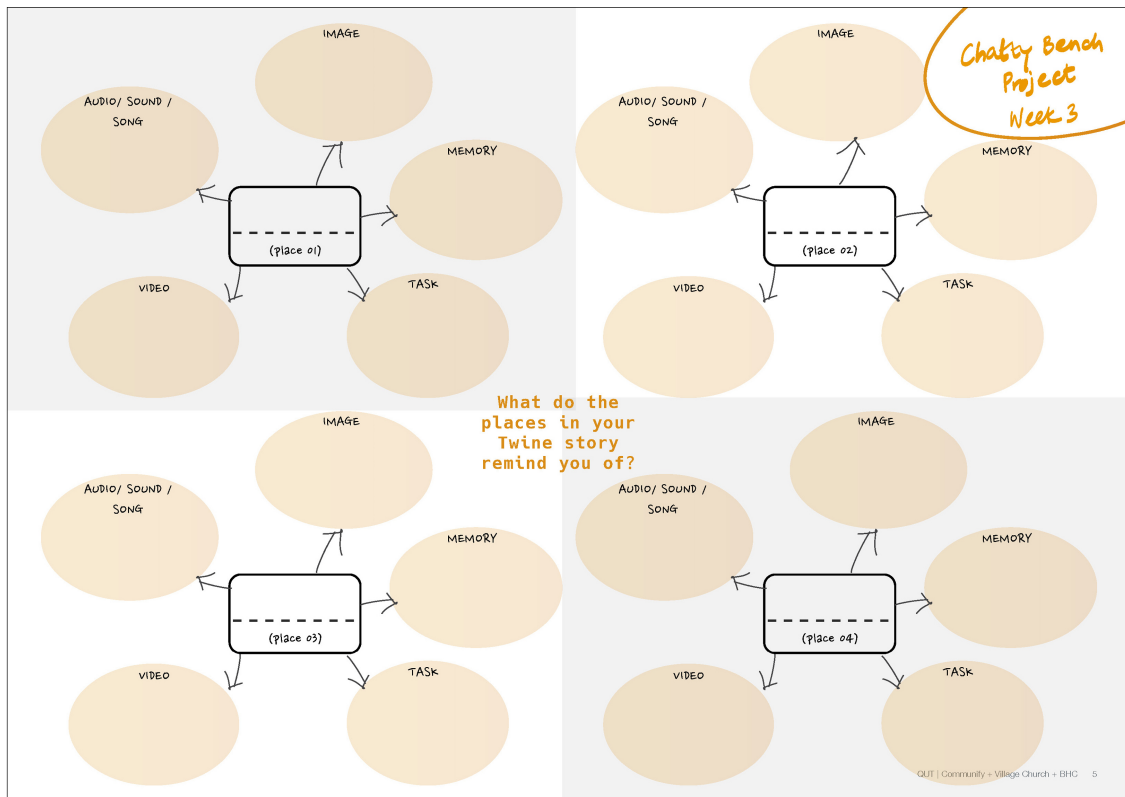 Chatty Bench
Project
Week 3
IMAGE
AUDIO/ SOUND /
SONG
MEMORY
(place 01)
VIDEO
TASK
IMAGE
AUDIO/ SOUND /
SONG
MEMORY
(place 02)
VIDEO
TASK
What do the
places in your
Twine story
remind you of?
IMAGE
AUDIO/ SOUND /
SONG
MEMORY
(place 03)
VIDEO
TASK
IMAGE
AUDIO/ SOUND /
SONG
MEMORY
(place 04)
VIDEO
TASK
QUT | Community + Village Church + BHC 5